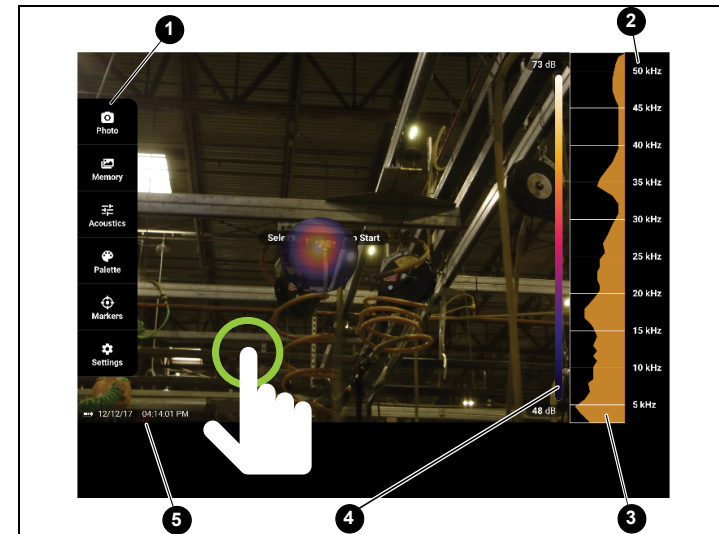 1
2
73 dB
50 kHz
Photo
45 kHz
40 kHz
Memory
35 kHz
Acoustics
30 kHz
Sele
o Start
25 kHz
Palette
20 kHz
Markers
15 kHz
10 kHz
Settings
5 kHz
12/12/17 04:14:01 PM
48 dB
5
4
3